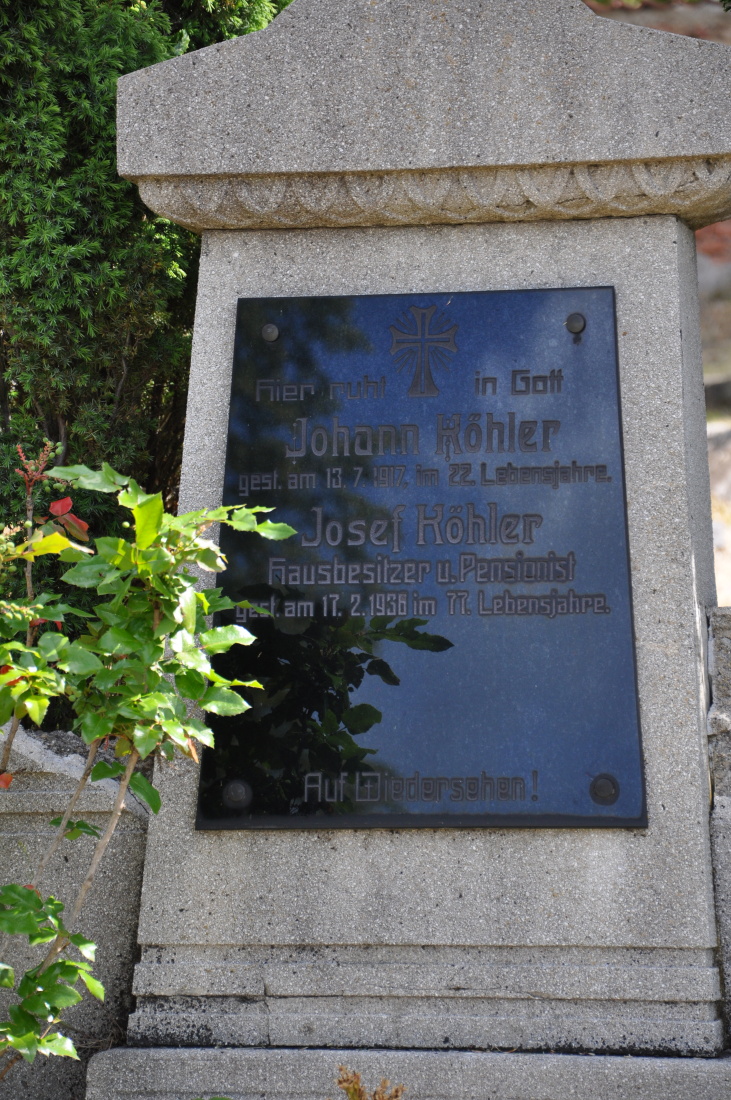 Hier ruht in Gott
Johann Köhler
gest. am 13. 7. 1917, im 22. Lebensjahre.
Josef Köhler
Hausbesitzer u. Pensionist
gest. am 17. 2. 1938 im 77. Lebensjahre.
Auf Wiedersehen!